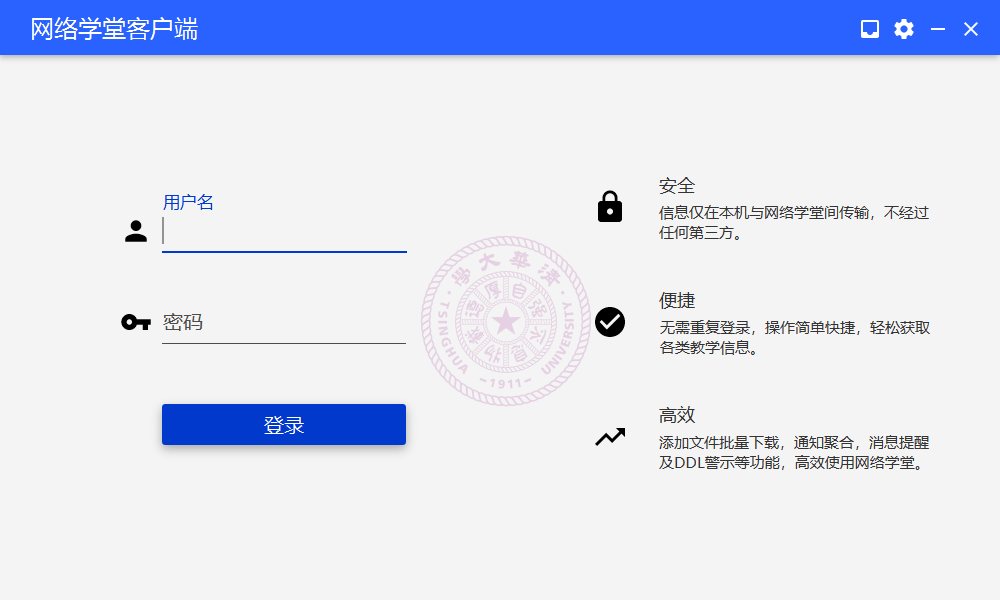 网络学堂客户端
用户名
密码
登录
學大華清
TSINGHUA UNIVERSITY
–1911–
安全
信息仅在本机与网络学堂间传输，不经过
任何第三方。
便捷
无需重复登录，操作简单快捷，轻松获取
各类教学信息。
高效
添加文件批量下载，通知聚合，消息提醒
及DDL警示等功能，高效使用网络学堂。